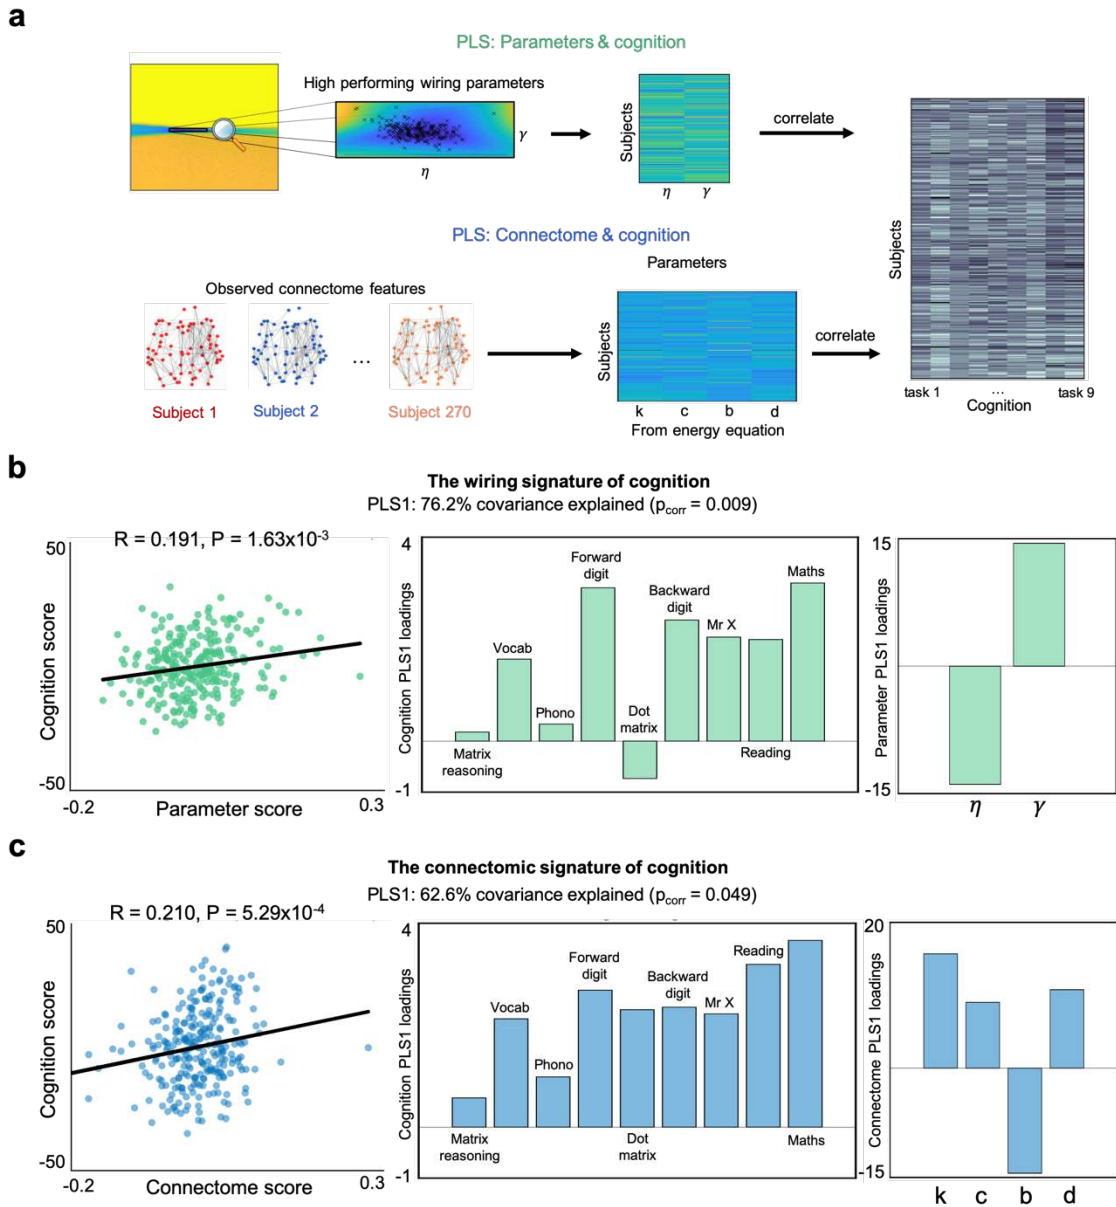 a
PLS: Parameters & cognition
High performing wiring parameters
γ
η
Subjects
η γ
correlate
Subjects
task 1 ... task 9
Cognition
PLS: Connectome & cognition
Observed connectome features
...
Subject 1 Subject 2 Subject 270
Parameters
Subjects
k c b d
From energy equation
correlate
b
The wiring signature of cognition
PLS1: 76.2% covariance explained (p_corr = 0.009)
R = 0.191, P = 1.63x10⁻³
50
Cognition score
-50
-0.2 Parameter score 0.3
4
Cognition PLS1 loadings
-1
Matrix
reasoning
Vocab
Phono
Forward
digit
Dot
matrix
Backward
digit
Mr X
Reading
Maths
15
Parameter PLS1 loadings
-15
η γ
c
The connectomic signature of cognition
PLS1: 62.6% covariance explained (p_corr = 0.049)
R = 0.210, P = 5.29x10⁻⁴
50
Cognition score
-50
-0.2 Connectome score 0.3
4
Cognition PLS1 loadings
-1
Matrix
reasoning
Vocab
Phono
Forward
digit
Dot
matrix
Backward
digit
Mr X
Reading
Maths
20
Connectome PLS1 loadings
-15
k c b d